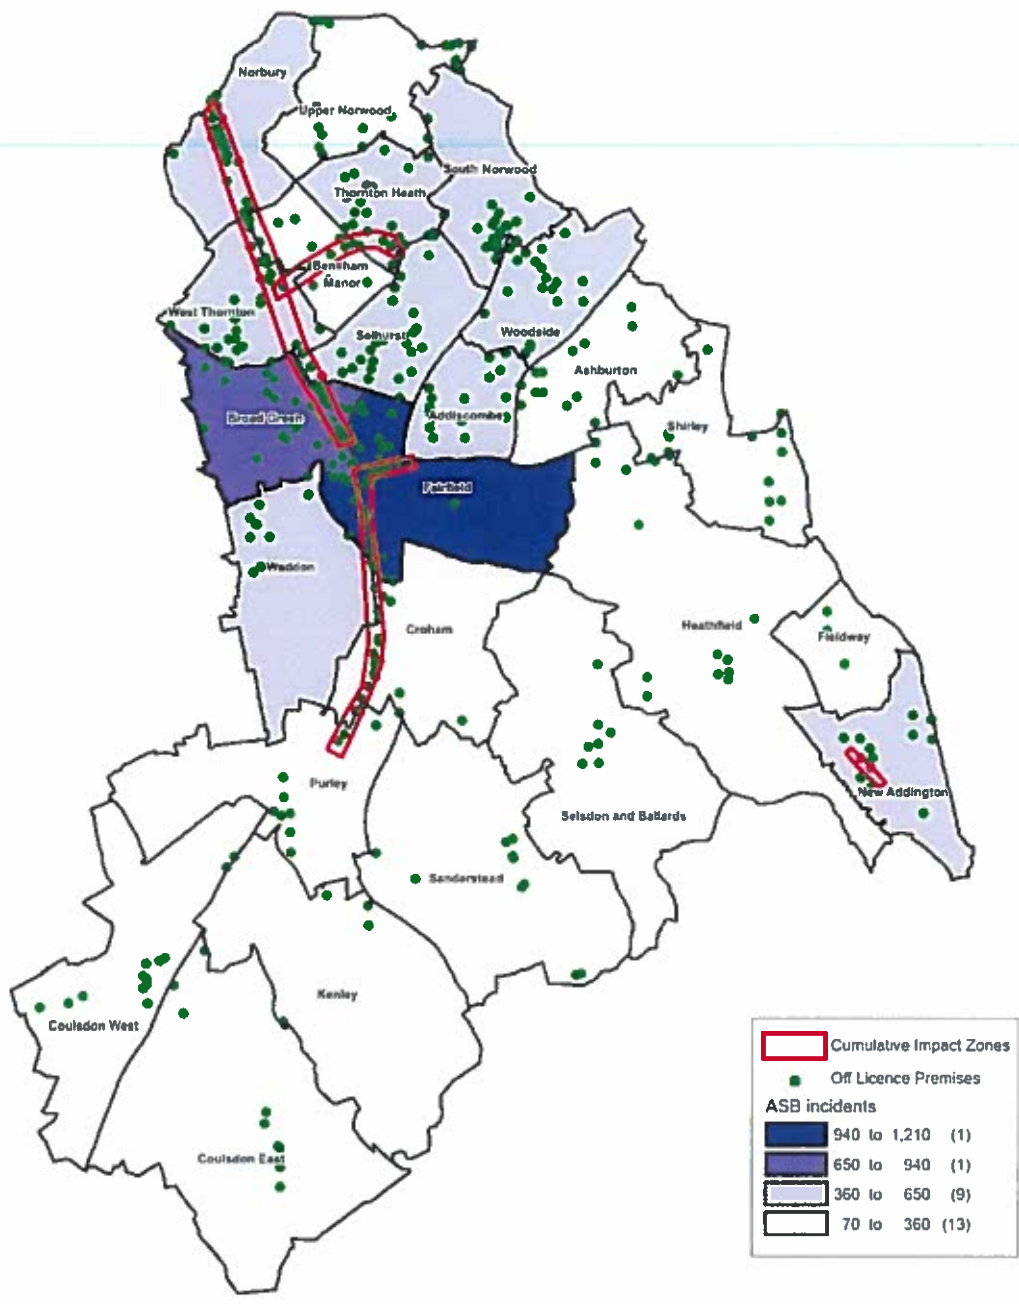 Norbury
Upper Norwood
South Norwood
Thornton Heath
Bensham
Manor
West Thornton
Selhurst
Woodside
Ashburton
Broad Green
Addiscombe
Shirley
Fairfield
Waddon
Croham
Heathfield
Fieldway
Purley
New Addington
Selsdon and Ballards
Sanderstead
Kenley
Coulsdon West
Coulsdon East
Cumulative Impact Zones
Off Licence Premises
ASB incidents
940 to 1,210 (1)
650 to 940 (1)
360 to 650 (9)
70 to 360 (13)